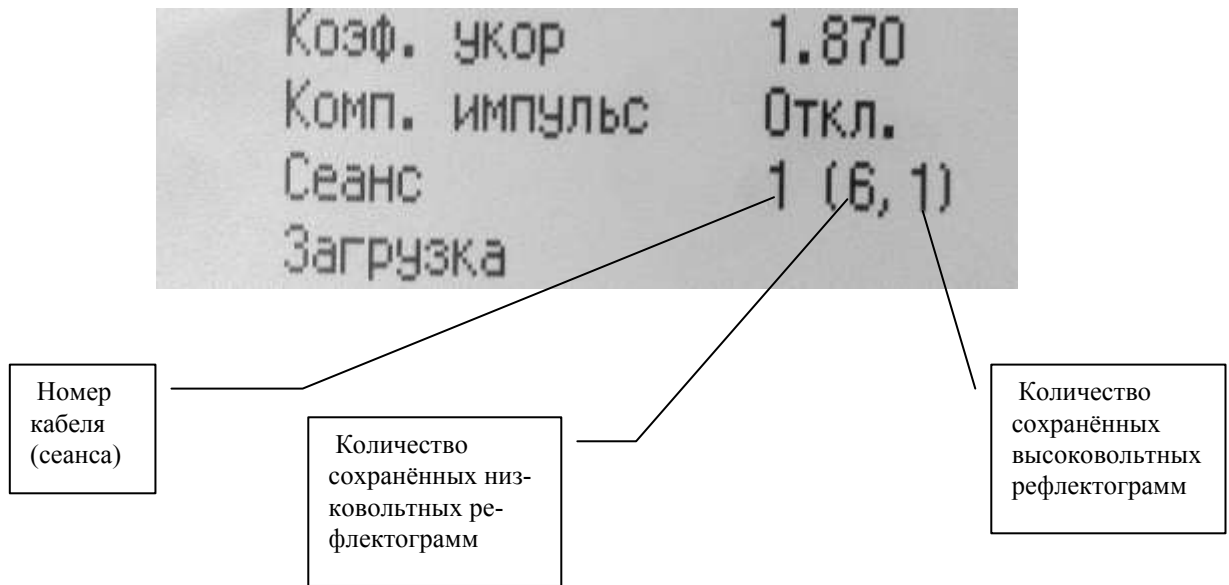 Коэф. укор 1.870
Комп. импульс Откл.
Сеанс 1 (6, 1)
Загрузка
Номер
кабеля
(сеанса)
Количество
сохранённых низ-
ковольтных ре-
флектограмм
Количество
сохранённых
высоковольтных
рефлектограмм